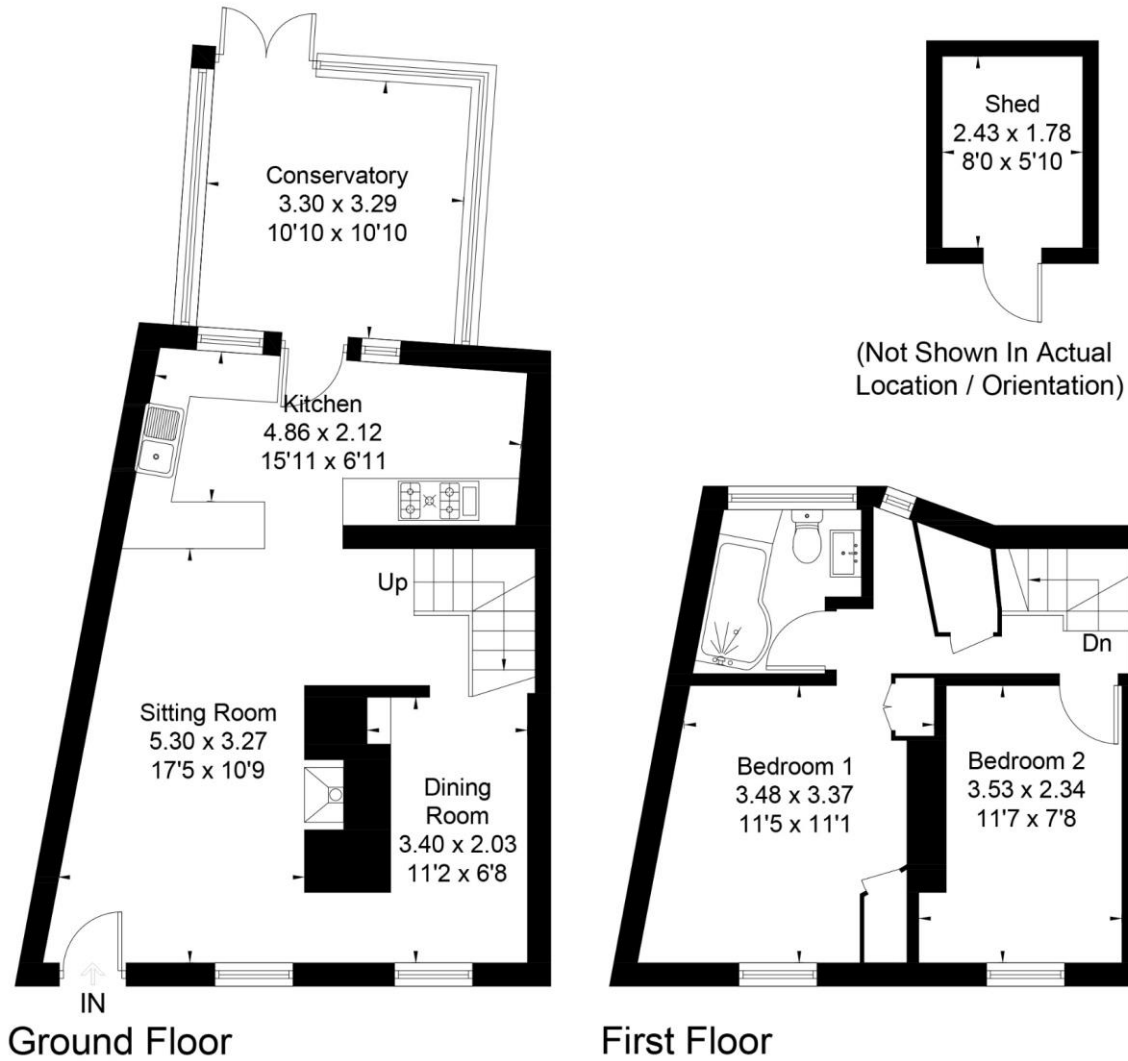 Conservatory
3.30 x 3.29
10'10 x 10'10
Shed
2.43 x 1.78
8'0 x 5'10
(Not Shown In Actual
Location / Orientation)
Kitchen
4.86 x 2.12
15'11 x 6'11
Up
Sitting Room
5.30 x 3.27
17'5 x 10'9
Dining
Room
3.40 x 2.03
11'2 x 6'8
IN
Ground Floor
Dn
Bedroom 1
3.48 x 3.37
11'5 x 11'1
Bedroom 2
3.53 x 2.34
11'7 x 7'8
First Floor